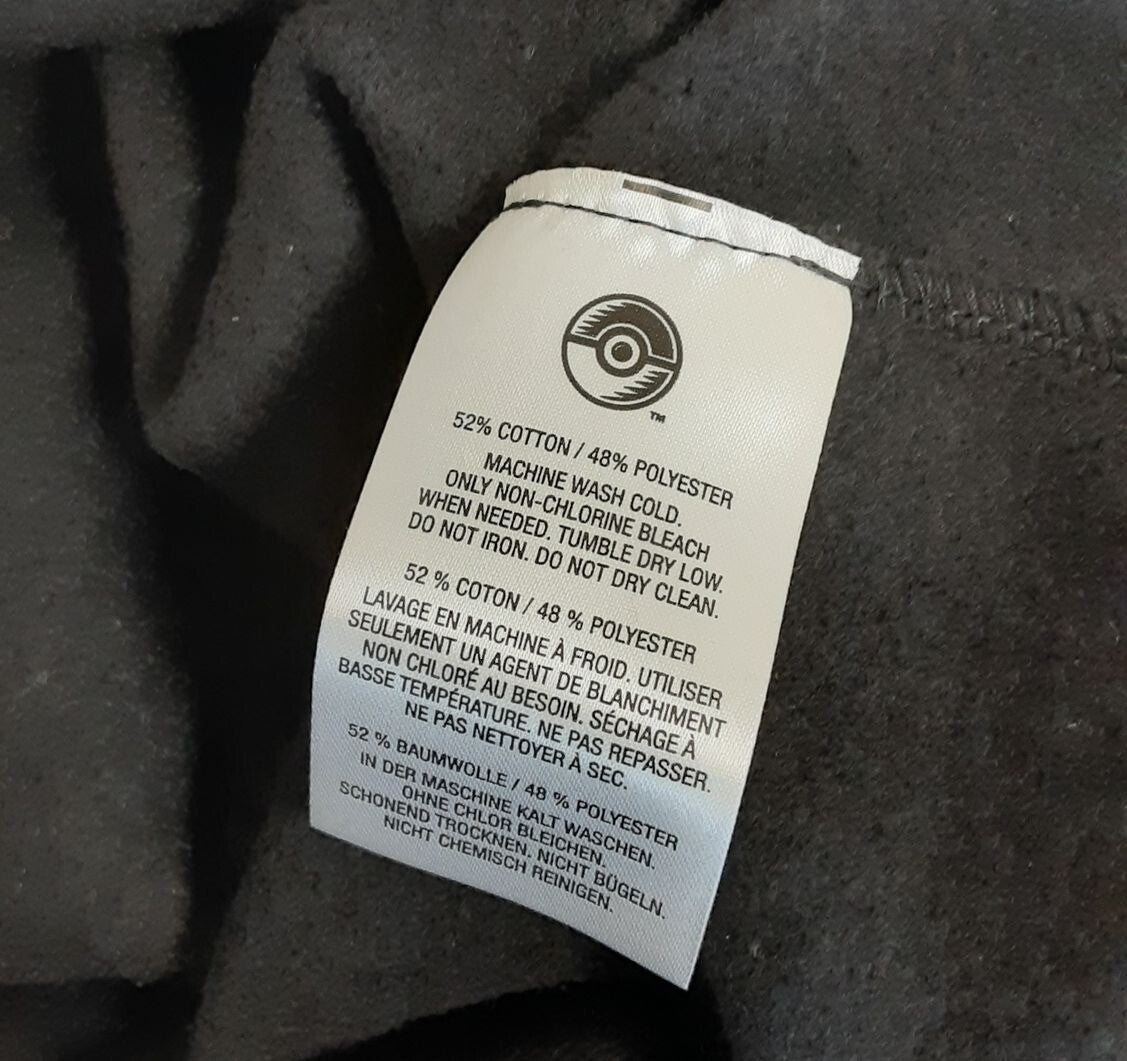 ™
52% COTTON / 48% POLYESTER
MACHINE WASH COLD.
ONLY NON-CHLORINE BLEACH
WHEN NEEDED. TUMBLE DRY LOW.
DO NOT IRON. DO NOT DRY CLEAN.
52 % COTON / 48 % POLYESTER
LAVAGE EN MACHINE À FROID. UTILISER
SEULEMENT UN AGENT DE BLANCHIMENT
NON CHLORÉ AU BESOIN. SÉCHAGE À
BASSE TEMPÉRATURE. NE PAS REPASSER.
NE PAS NETTOYER À SEC.
52 % BAUMWOLLE / 48 % POLYESTER
IN DER MASCHINE KALT WASCHEN.
OHNE CHLOR BLEICHEN.
SCHONEND TROCKNEN. NICHT BÜGELN.
NICHT CHEMISCH REINIGEN.